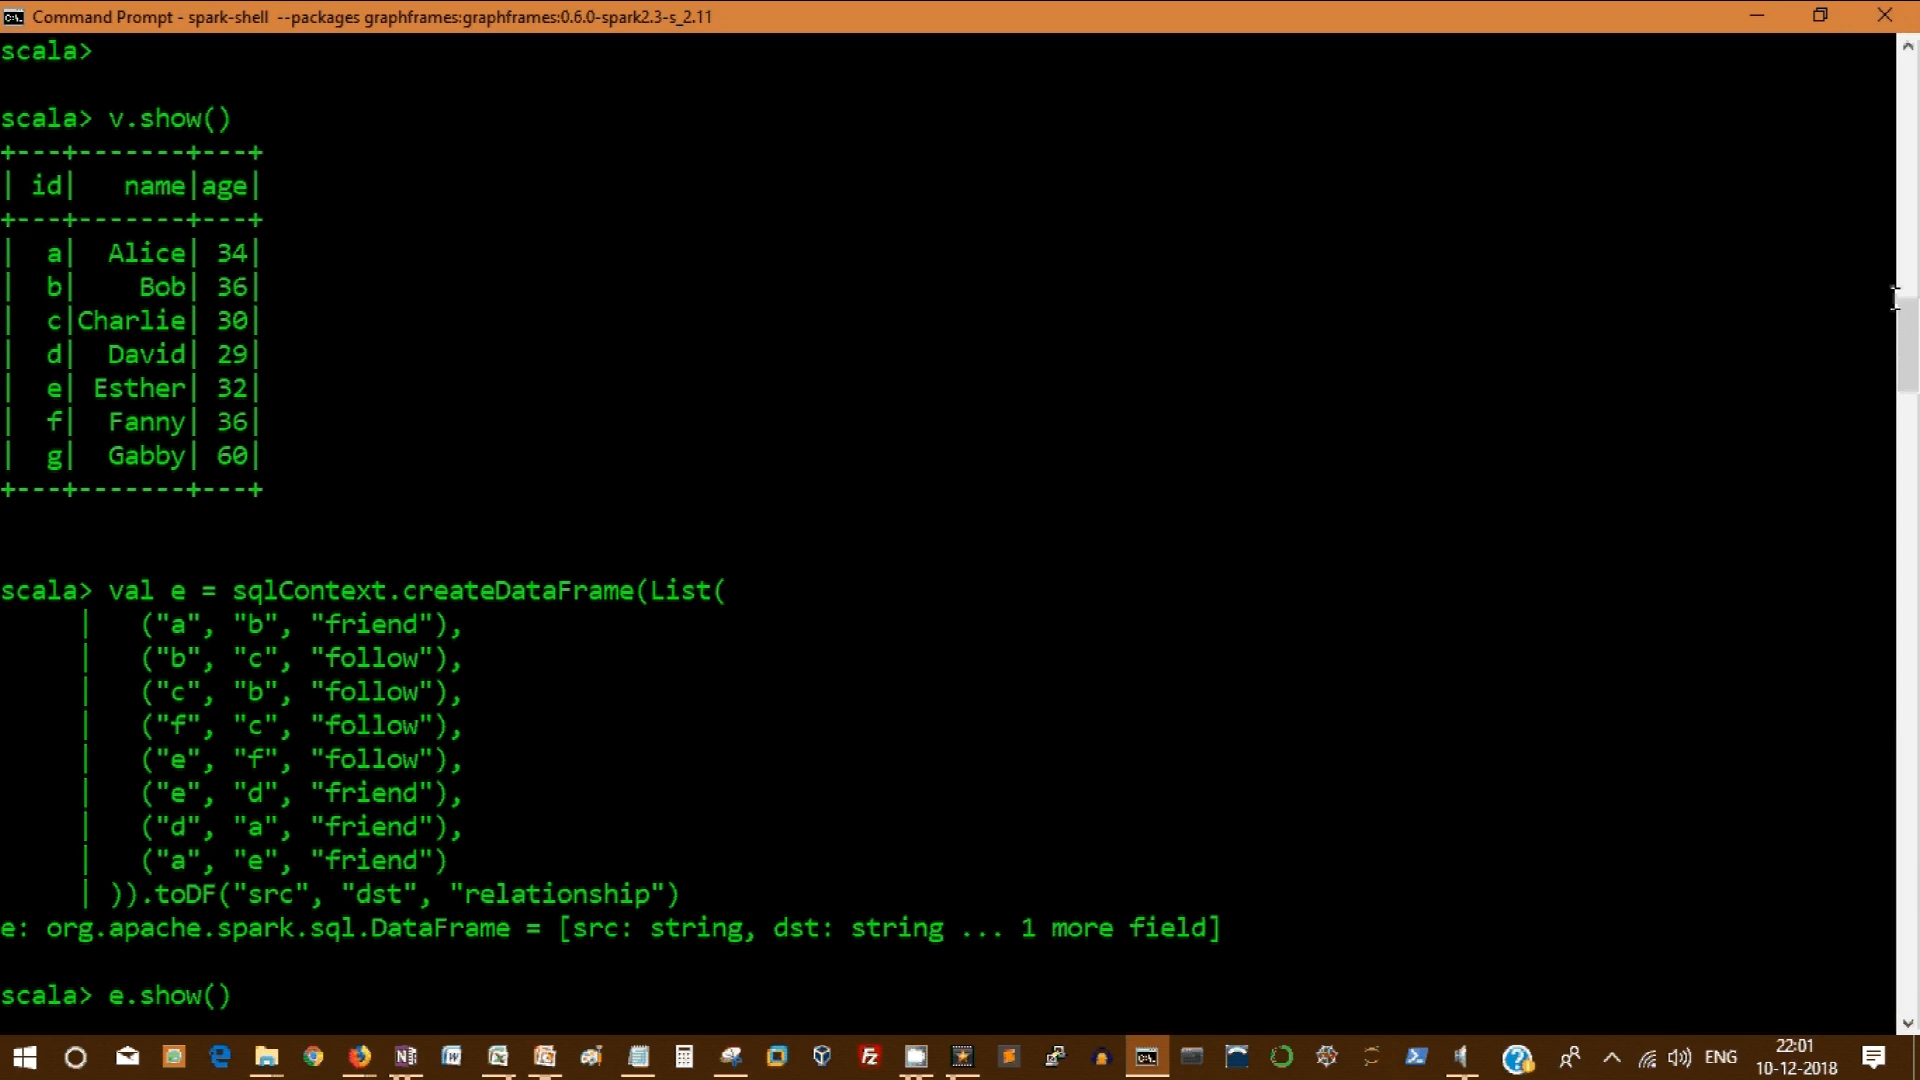 Command Prompt - spark-shell  --packages graphframes:graphframes:0.6.0-spark2.3-s_2.11
scala>
scala> v.show()
+---+-------+---+
| id|   name|age|
+---+-------+---+
|  a|  Alice| 34|
|  b|    Bob| 36|
|  c|Charlie| 30|
|  d|  David| 29|
|  e| Esther| 32|
|  f|  Fanny| 36|
|  g|  Gabby| 60|
+---+-------+---+
scala> val e = sqlContext.createDataFrame(List(
     |   ("a", "b", "friend"),
     |   ("b", "c", "follow"),
     |   ("c", "b", "follow"),
     |   ("f", "c", "follow"),
     |   ("e", "f", "follow"),
     |   ("e", "d", "friend"),
     |   ("d", "a", "friend"),
     |   ("a", "e", "friend")
     | )).toDF("src", "dst", "relationship")
e: org.apache.spark.sql.DataFrame = [src: string, dst: string ... 1 more field]
scala> e.show()
ENG
22:01
10-12-2018